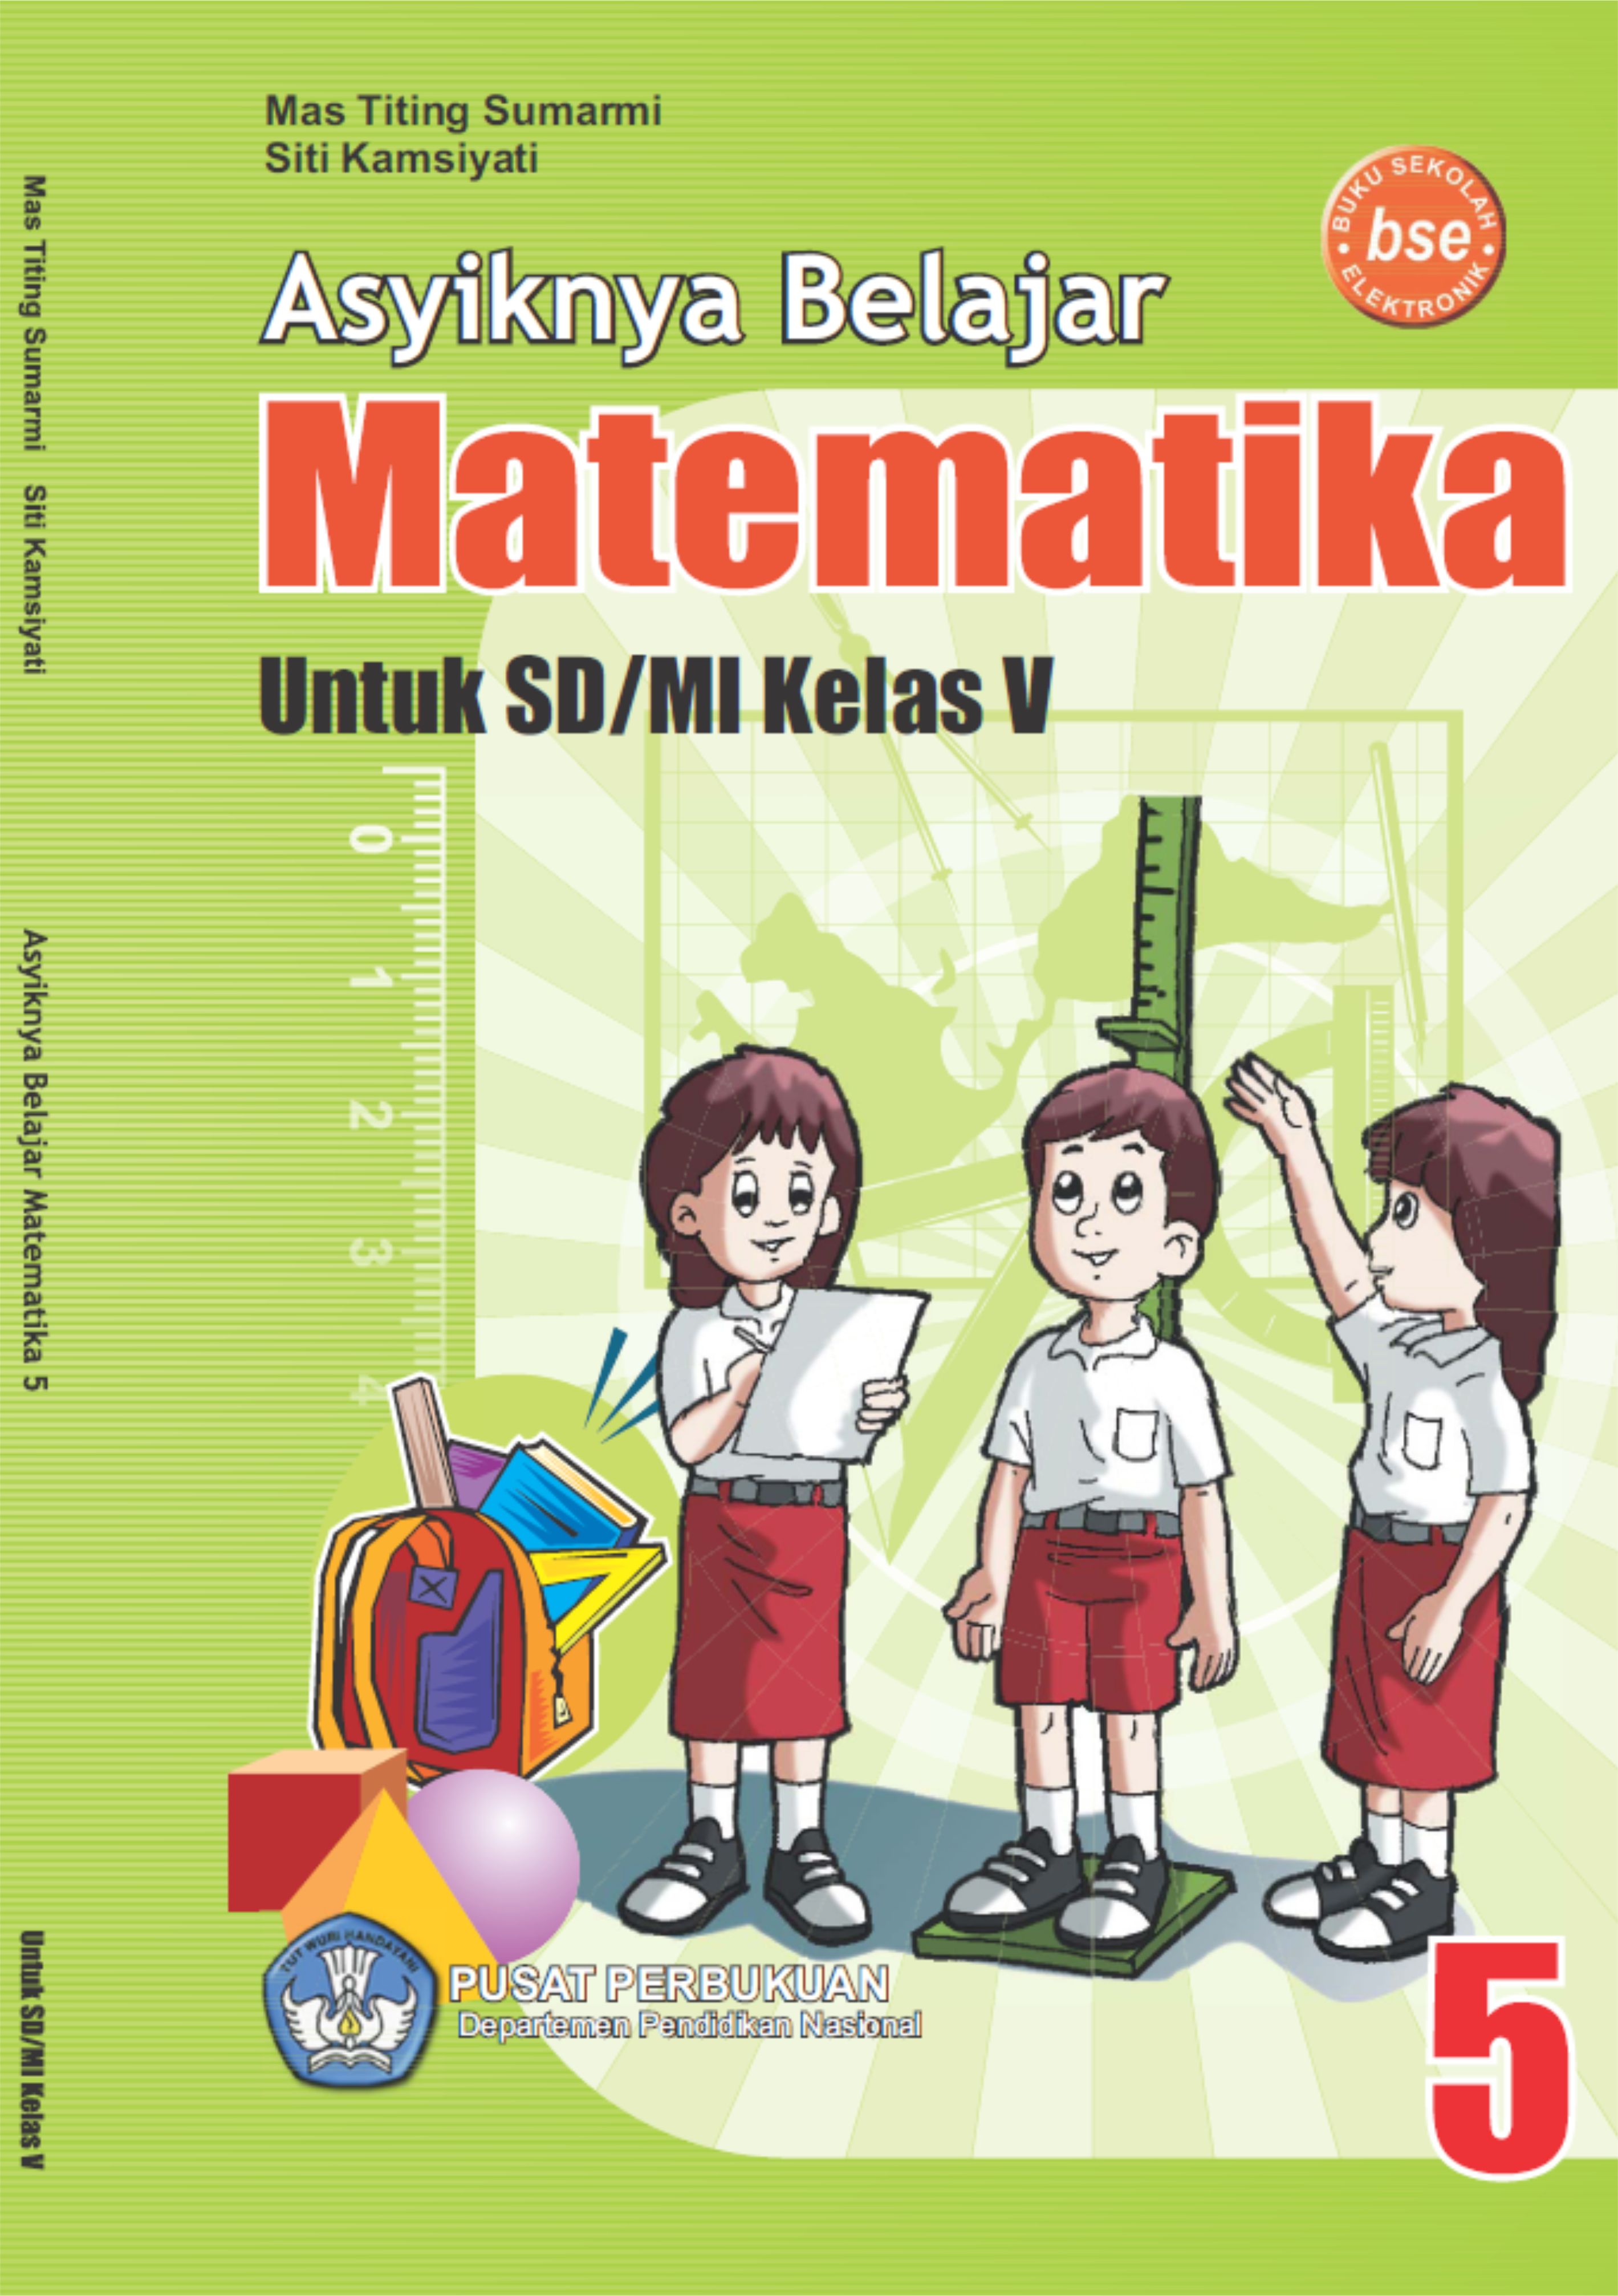 Mas Titing Sumarmi
Siti Kamsiyati
BUKU SEKOLAH
bse
ELEKTRONIK
Asyiknya Belajar
Matematika
Untuk SD/MI Kelas V
0
1
2
3
4
TUT WURI HANDAYANI
PUSAT PERBUKUAN
Departemen Pendidikan Nasional
5
Mas Titing Sumarmi Siti Kamsiyati Asyiknya Belajar Matematika 5 Untuk SD/MI Kelas V